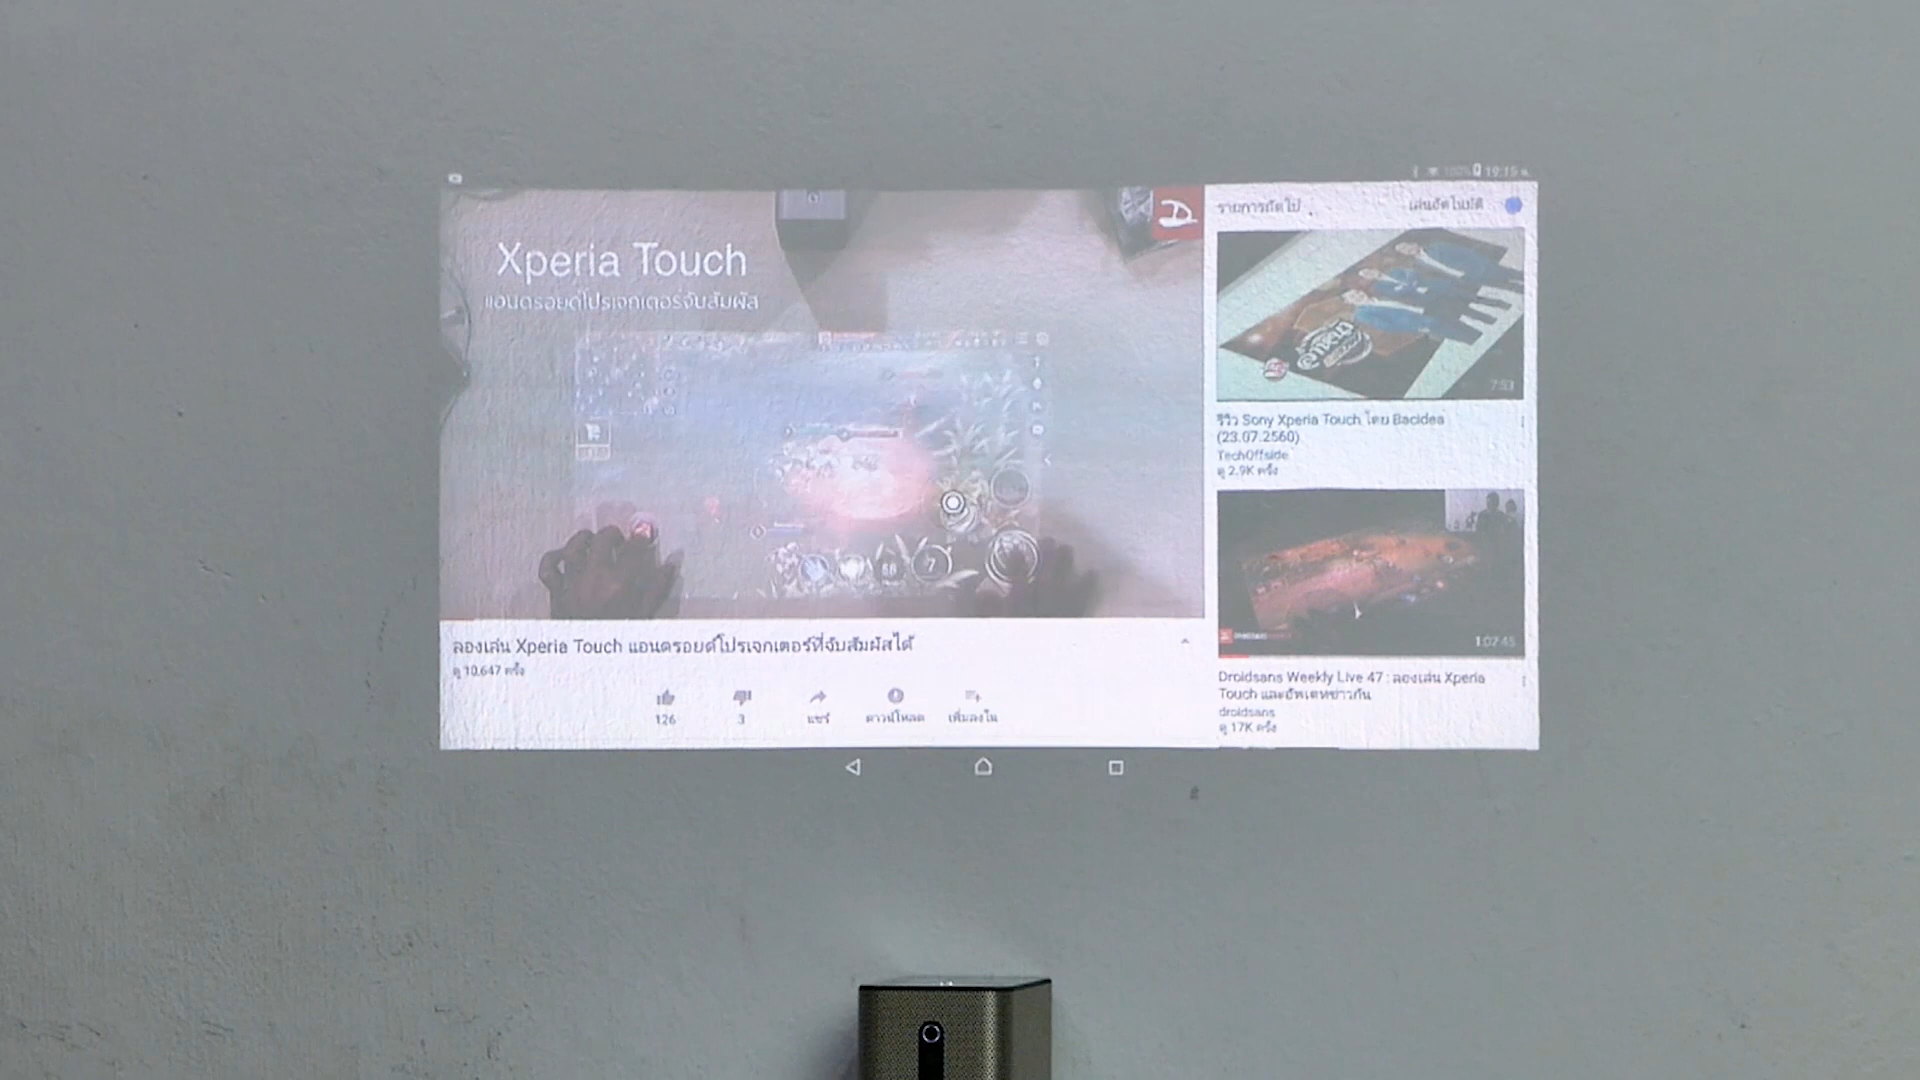 100% 19:15
Xperia Touch
แอนดรอยด์โปรเจกเตอร์จับสัมผัส
รายการถัดไป
เล่นอัตโนมัติ
7:53
รีวิว Sony Xperia Touch โดย Bacidea
(23.07.2560)
TechOffside
ดู 2.9K ครั้ง
1:02:45
Droidsans Weekly Live 47 : ลองเล่น Xperia
Touch และอัพเดทข่าวกัน
droidsans
ดู 17K ครั้ง
ลองเล่น Xperia Touch แอนดรอยด์โปรเจกเตอร์ที่จับสัมผัสได้
ดู 10,647 ครั้ง
126
3
แชร์
ดาวน์โหลด
เพิ่มลงใน